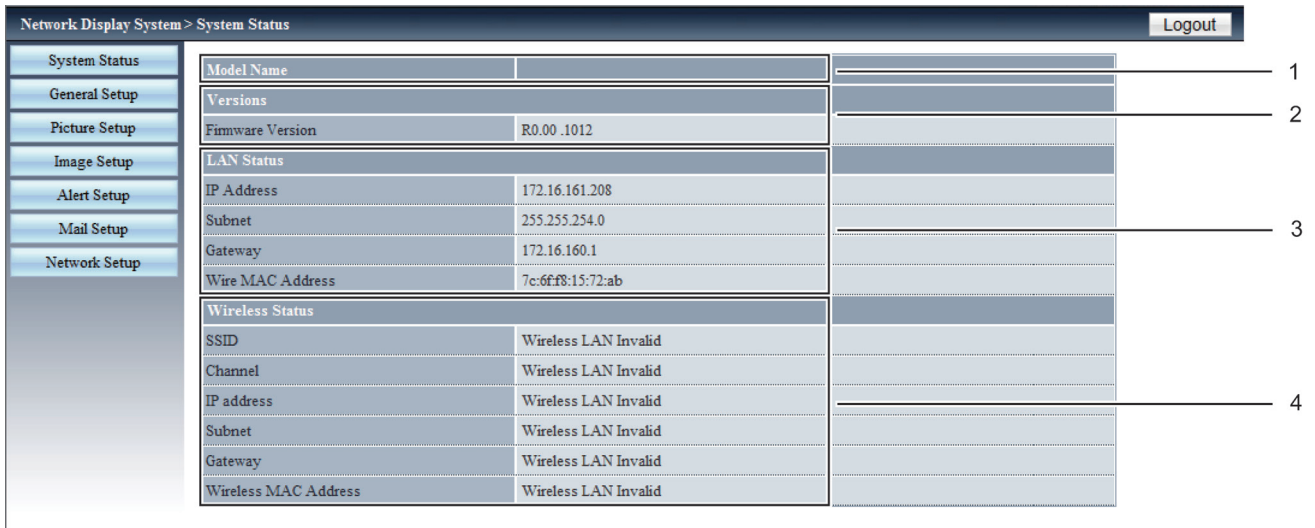 Network Display System > System Status
Logout
System Status
General Setup
Picture Setup
Image Setup
Alert Setup
Mail Setup
Network Setup
Model Name
1
Versions
2
Firmware Version R0.00 .1012
LAN Status
IP Address 172.16.161.208
Subnet 255.255.254.0
3
Gateway 172.16.160.1
Wire MAC Address 7c:6f:f8:15:72:ab
Wireless Status
SSID Wireless LAN Invalid
Channel Wireless LAN Invalid
IP address Wireless LAN Invalid
4
Subnet Wireless LAN Invalid
Gateway Wireless LAN Invalid
Wireless MAC Address Wireless LAN Invalid